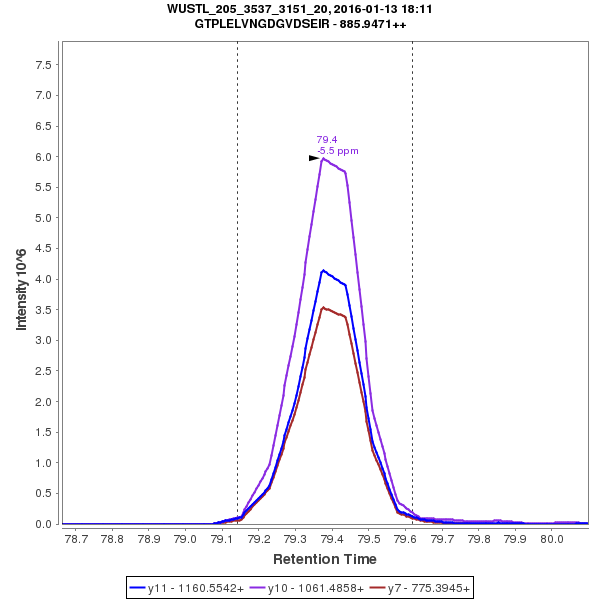 WUSTL_205_3537_3151_20, 2016-01-13 18:11
GTPLELVNGDGVDSEIR - 885.9471++
79.4
-5.5 ppm
7.5
7.0
6.5
6.0
5.5
5.0
4.5
4.0
3.5
3.0
2.5
2.0
1.5
1.0
0.5
0.0
Intensity 10^6
78.7 78.8 78.9 79.0 79.1 79.2 79.3 79.4 79.5 79.6 79.7 79.8 79.9 80.0
Retention Time
y11 - 1160.5542+ y10 - 1061.4858+ y7 - 775.3945+